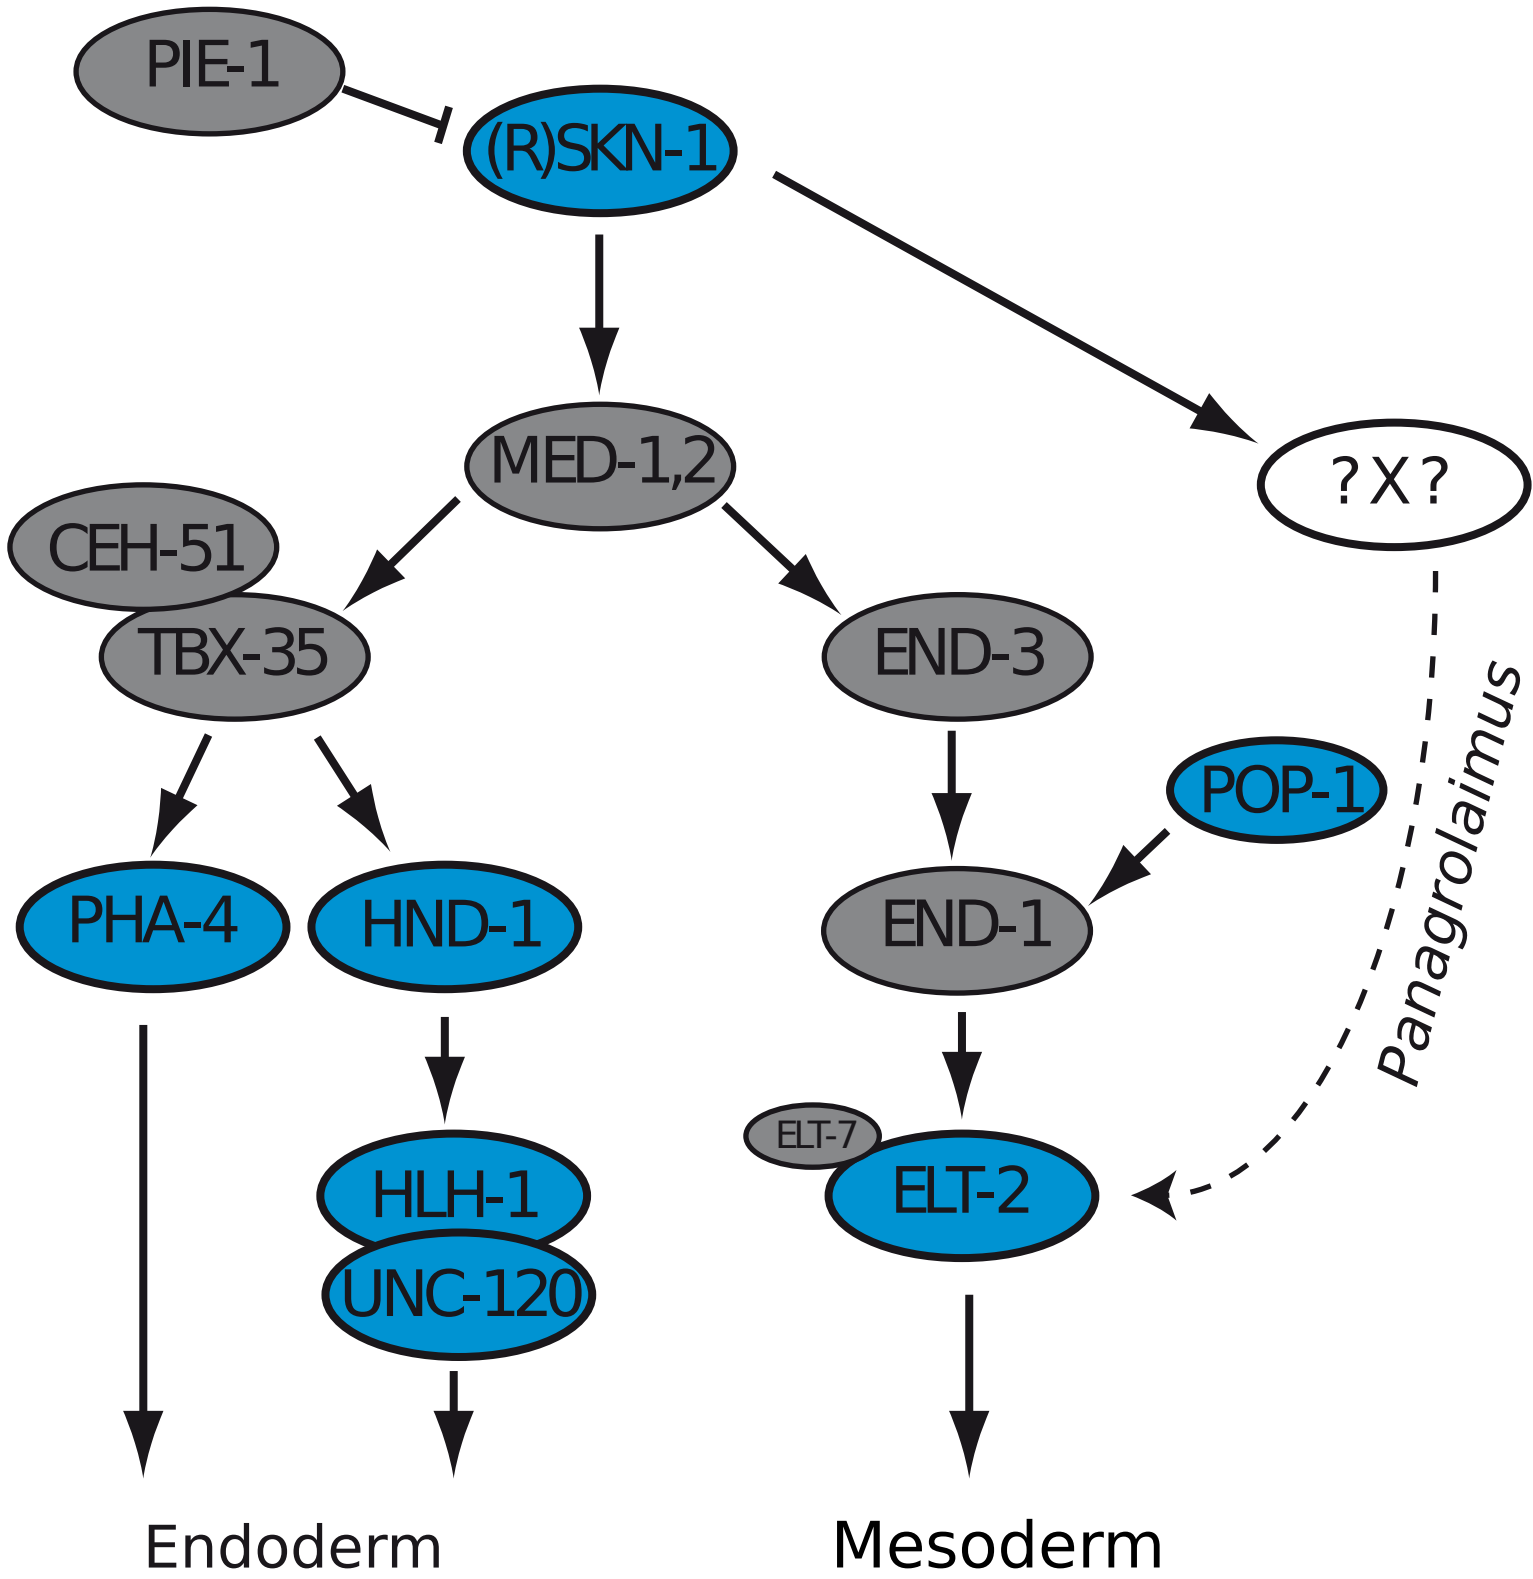 PIE-1
(R)SKN-1
MED-1,2
?X?
CEH-51
TBX-35
END-3
POP-1
PHA-4
HND-1
END-1
Panagrolaimus
ELT-7
HLH-1
ELT-2
UNC-120
Endoderm
Mesoderm